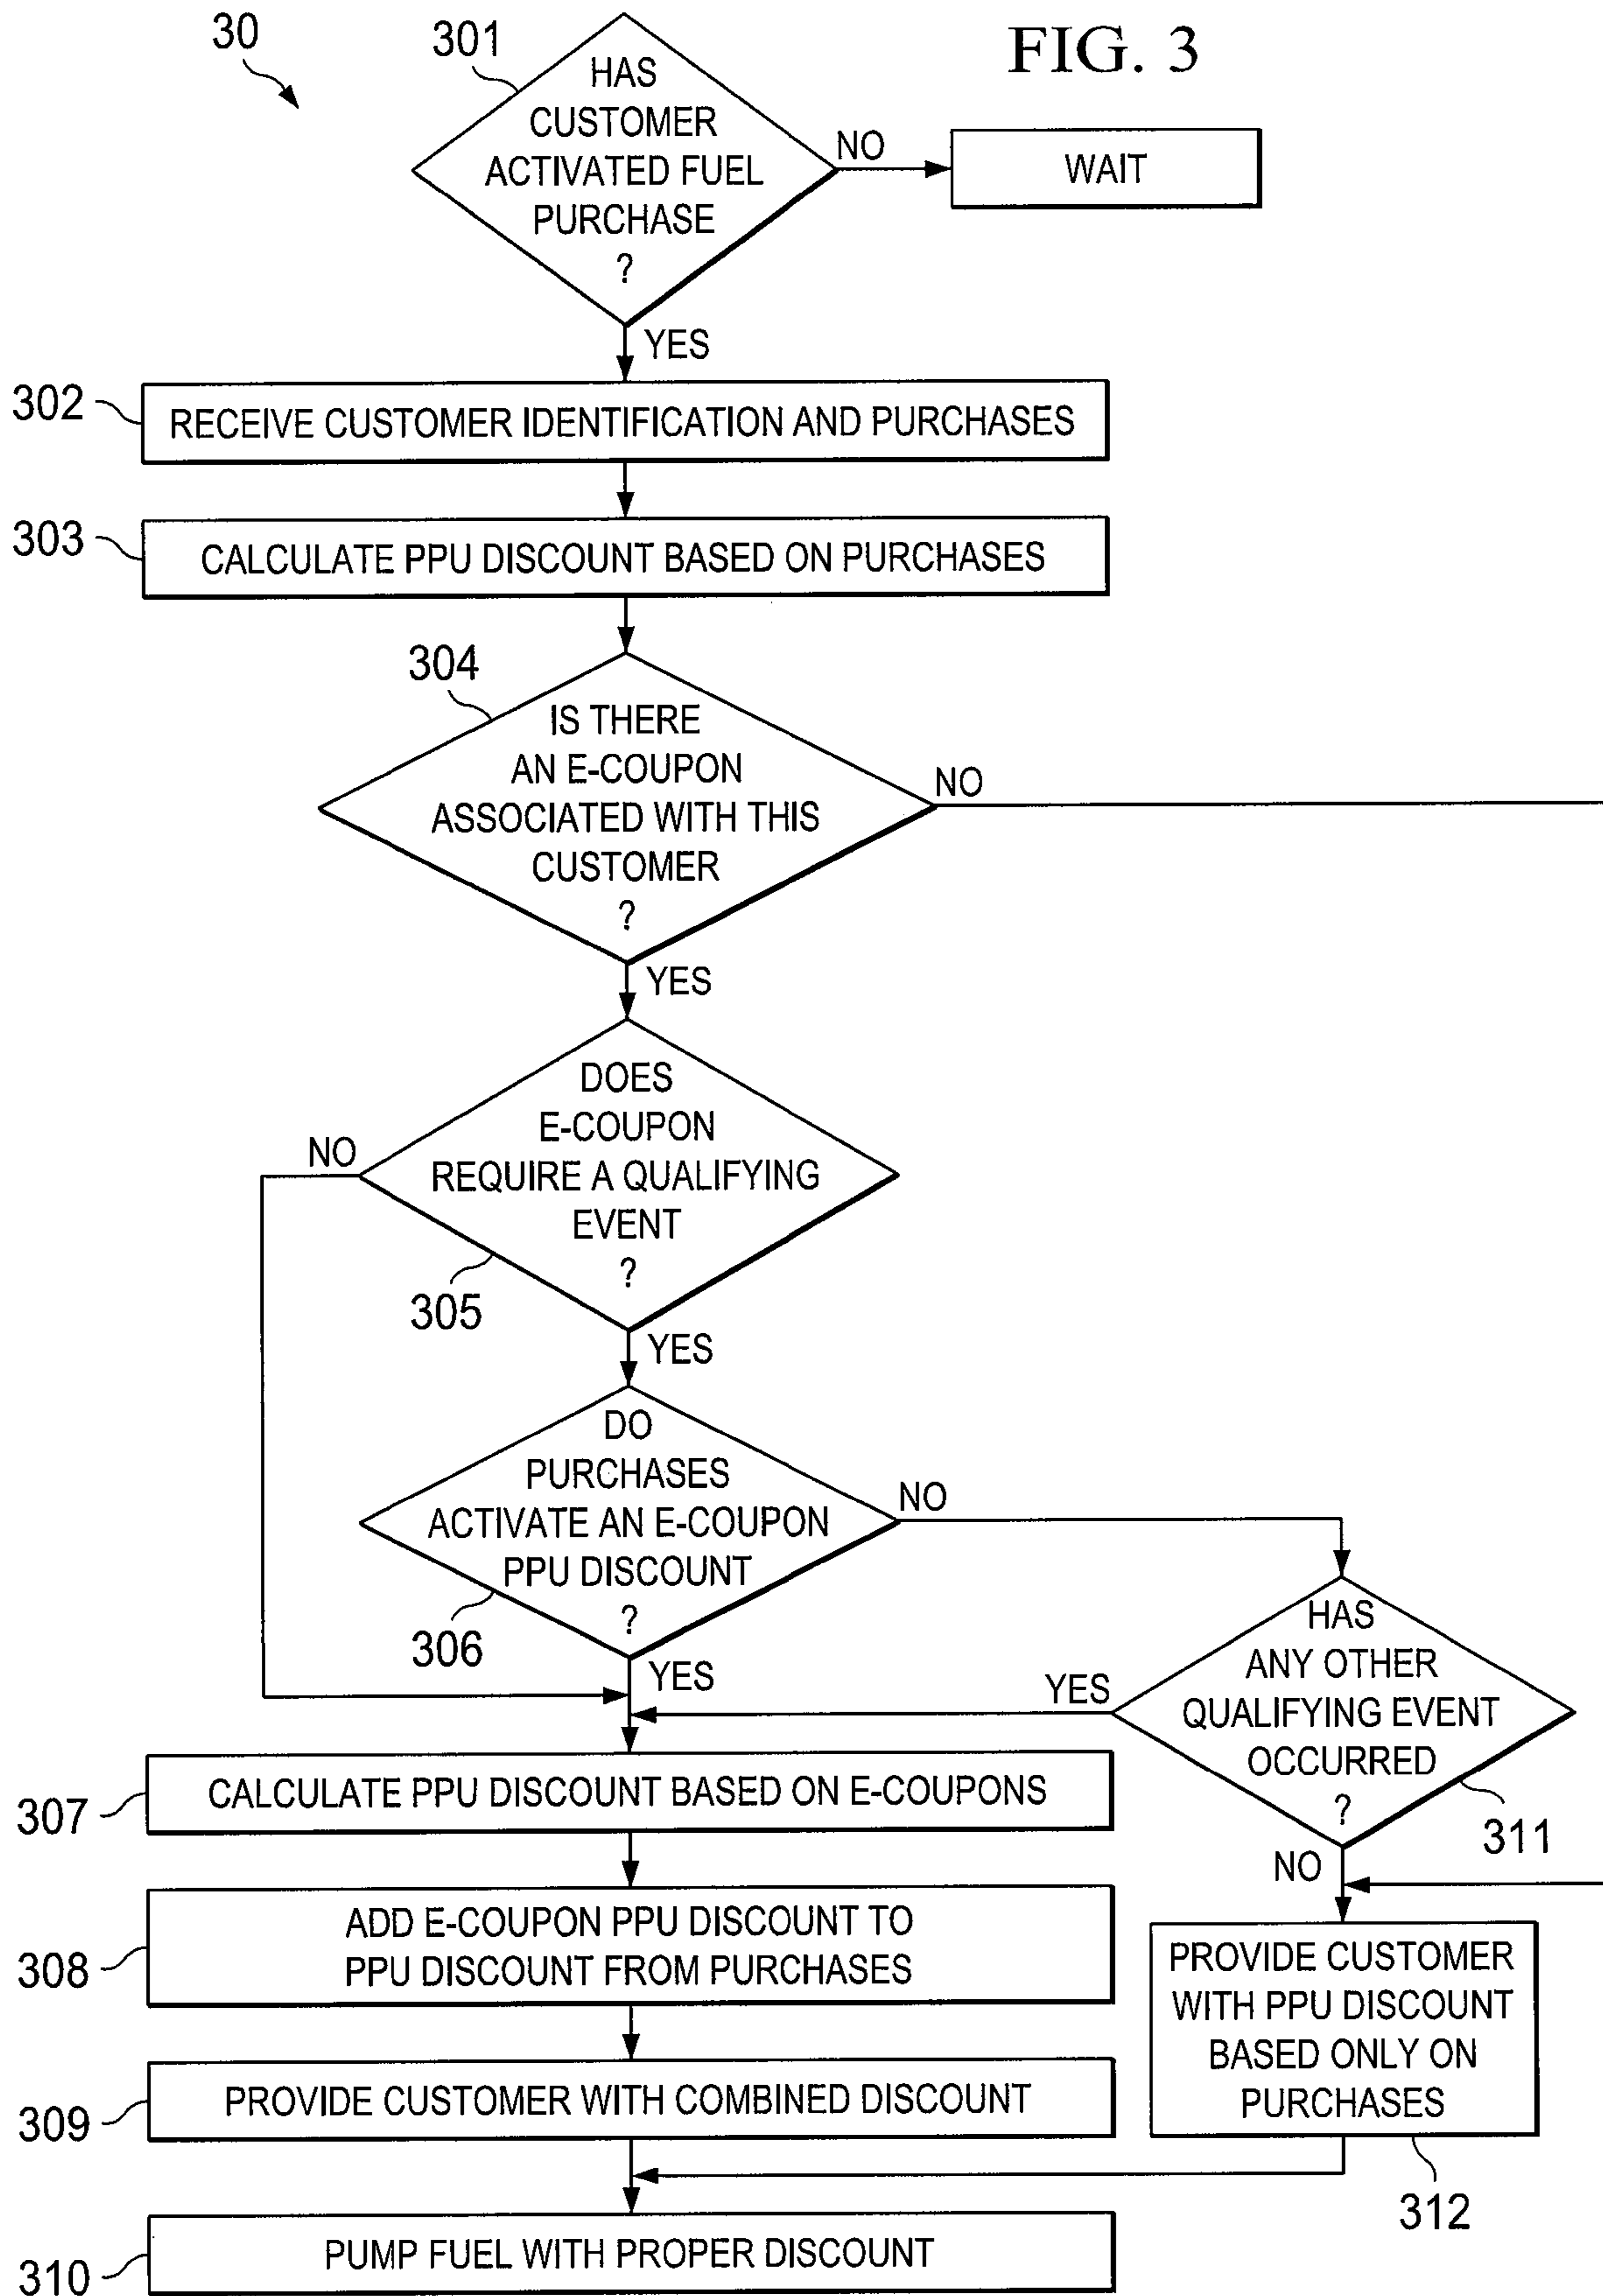 FIG. 3
30
301
HAS
CUSTOMER
ACTIVATED FUEL
PURCHASE
?
NO
WAIT
YES
302
RECEIVE CUSTOMER IDENTIFICATION AND PURCHASES
303
CALCULATE PPU DISCOUNT BASED ON PURCHASES
304
IS THERE
AN E-COUPON
ASSOCIATED WITH THIS
CUSTOMER
?
NO
YES
DOES
E-COUPON
REQUIRE A QUALIFYING
EVENT
?
NO
305
YES
DO
PURCHASES
ACTIVATE AN E-COUPON
PPU DISCOUNT
?
NO
306
YES
HAS
ANY OTHER
QUALIFYING EVENT
OCCURRED
?
YES
311
NO
307
CALCULATE PPU DISCOUNT BASED ON E-COUPONS
308
ADD E-COUPON PPU DISCOUNT TO
PPU DISCOUNT FROM PURCHASES
309
PROVIDE CUSTOMER WITH COMBINED DISCOUNT
PROVIDE CUSTOMER
WITH PPU DISCOUNT
BASED ONLY ON
PURCHASES
312
310
PUMP FUEL WITH PROPER DISCOUNT